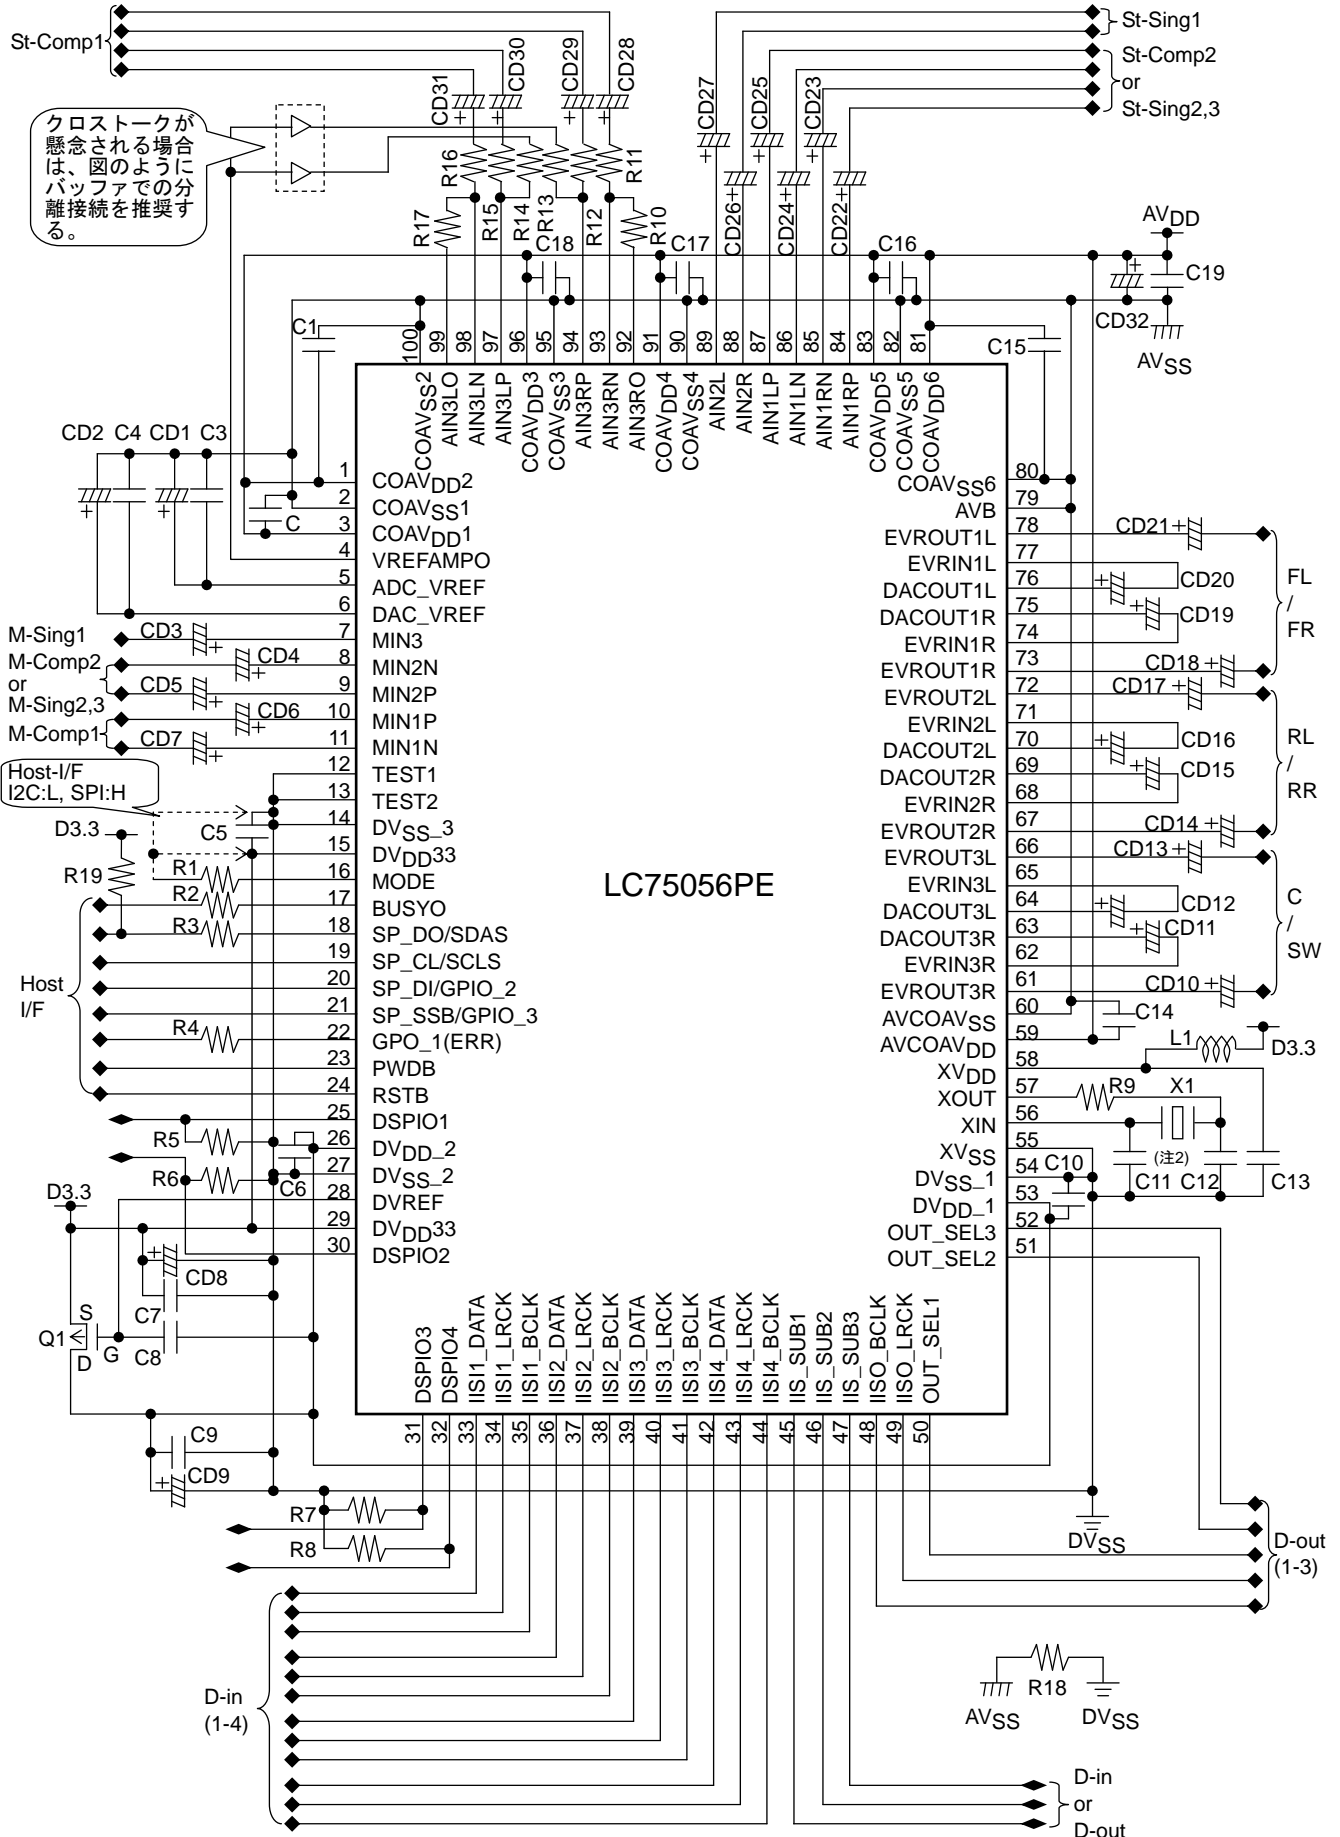 St-Comp1
CD31
CD30
CD29
CD28
CD27
CD25
CD23
St-Sing1
St-Comp2
or
St-Sing2,3
クロストークが
懸念される場合
は、図のように
バッファでの分
離接続を推奨す
る。
R17
R16
R15
R14
R13
R12
R11
R10
CD26
CD24
CD22
C18
C17
C16
AVDD
C19
CD32
AVSS
C1
C15
100
99
98
97
96
95
94
93
92
91
90
89
88
87
86
85
84
83
82
81
COAVSS2
AIN3LO
AIN3LN
AIN3LP
COAVDD3
COAVSS3
AIN3RP
AIN3RN
AIN3RO
COAVDD4
COAVSS4
AIN2L
AIN2R
AIN1LP
AIN1LN
AIN1RN
AIN1RP
COAVDD5
COAVSS5
COAVDD6
CD2 C4 CD1 C3
C
1 COAVDD2
2 COAVSS1
3 COAVDD1
4 VREFAMPO
5 ADC_VREF
6 DAC_VREF
M-Sing1 CD3 7 MIN3
M-Comp2 CD4 8 MIN2N
or
M-Sing2,3 CD5 9 MIN2P
CD6 10 MIN1P
M-Comp1 CD7 11 MIN1N
Host-I/F
I2C:L, SPI:H
12 TEST1
13 TEST2
C5 14 DVSS_3
D3.3 15 DVDD33
R19 R1 16 MODE
R2 17 BUSYO
R3 18 SP_DO/SDAS
19 SP_CL/SCLS
Host
I/F
20 SP_DI/GPIO_2
21 SP_SSB/GPIO_3
R4 22 GPO_1(ERR)
23 PWDB
24 RSTB
25 DSPIO1
R5 26 DVDD_2
R6 C6 27 DVSS_2
D3.3 28 DVREF
29 DVDD33
30 DSPIO2
CD8
C7
C8
Q1
S
D
G
C9
CD9
R7
R8
LC75056PE
80 COAVSS6
79 AVB
78 EVROUT1L CD21
77 EVRIN1L
76 DACOUT1L CD20
75 DACOUT1R CD19
74 EVRIN1R
73 EVROUT1R CD18
FL
/
FR
72 EVROUT2L CD17
71 EVRIN2L
70 DACOUT2L CD16
69 DACOUT2R CD15
68 EVRIN2R
67 EVROUT2R CD14
RL
/
RR
66 EVROUT3L CD13
65 EVRIN3L
64 DACOUT3L CD12
63 DACOUT3R CD11
62 EVRIN3R
61 EVROUT3R CD10
C
/
SW
60 AVCOAVSS C14
59 AVCOAVDD
L1 D3.3
58 XVDD
57 XOUT R9 X1
56 XIN
55 XVSS
(注2)
54 DVSS_1 C10
C11 C12 C13
53 DVDD_1
52 OUT_SEL3
51 OUT_SEL2
DSPIO3
DSPIO4
IISI1_DATA
IISI1_LRCK
IISI1_BCLK
IISI2_DATA
IISI2_LRCK
IISI2_BCLK
IISI3_DATA
IISI3_LRCK
IISI3_BCLK
IISI4_DATA
IISI4_LRCK
IISI4_BCLK
IIS_SUB1
IIS_SUB2
IIS_SUB3
IISO_BCLK
IISO_LRCK
OUT_SEL1
31
32
33
34
35
36
37
38
39
40
41
42
43
44
45
46
47
48
49
50
DVSS
D-out
(1-3)
D-in
(1-4)
R18
AVSS
DVSS
D-in
or
D-out